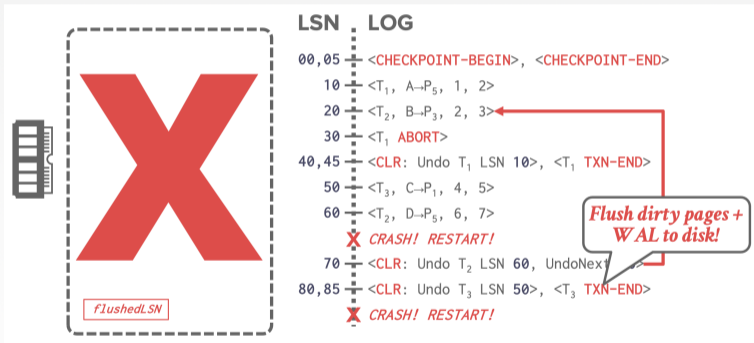 LSN LOG
00,05 <CHECKPOINT-BEGIN>, <CHECKPOINT-END>
10 <T₁, A→P₅, 1, 2>
20 <T₂, B→P₃, 2, 3>
30 <T₁ ABORT>
40,45 <CLR: Undo T₁ LSN 10>, <T₁ TXN-END>
50 <T₃, C→P₁, 4, 5>
60 <T₂, D→P₅, 6, 7>
X CRASH! RESTART!
70 <CLR: Undo T₂ LSN 60, UndoNext
80,85 <CLR: Undo T₃ LSN 50>, <T₃ TXN-END>
X CRASH! RESTART!
Flush dirty pages +
WAL to disk!
X
flushedLSN